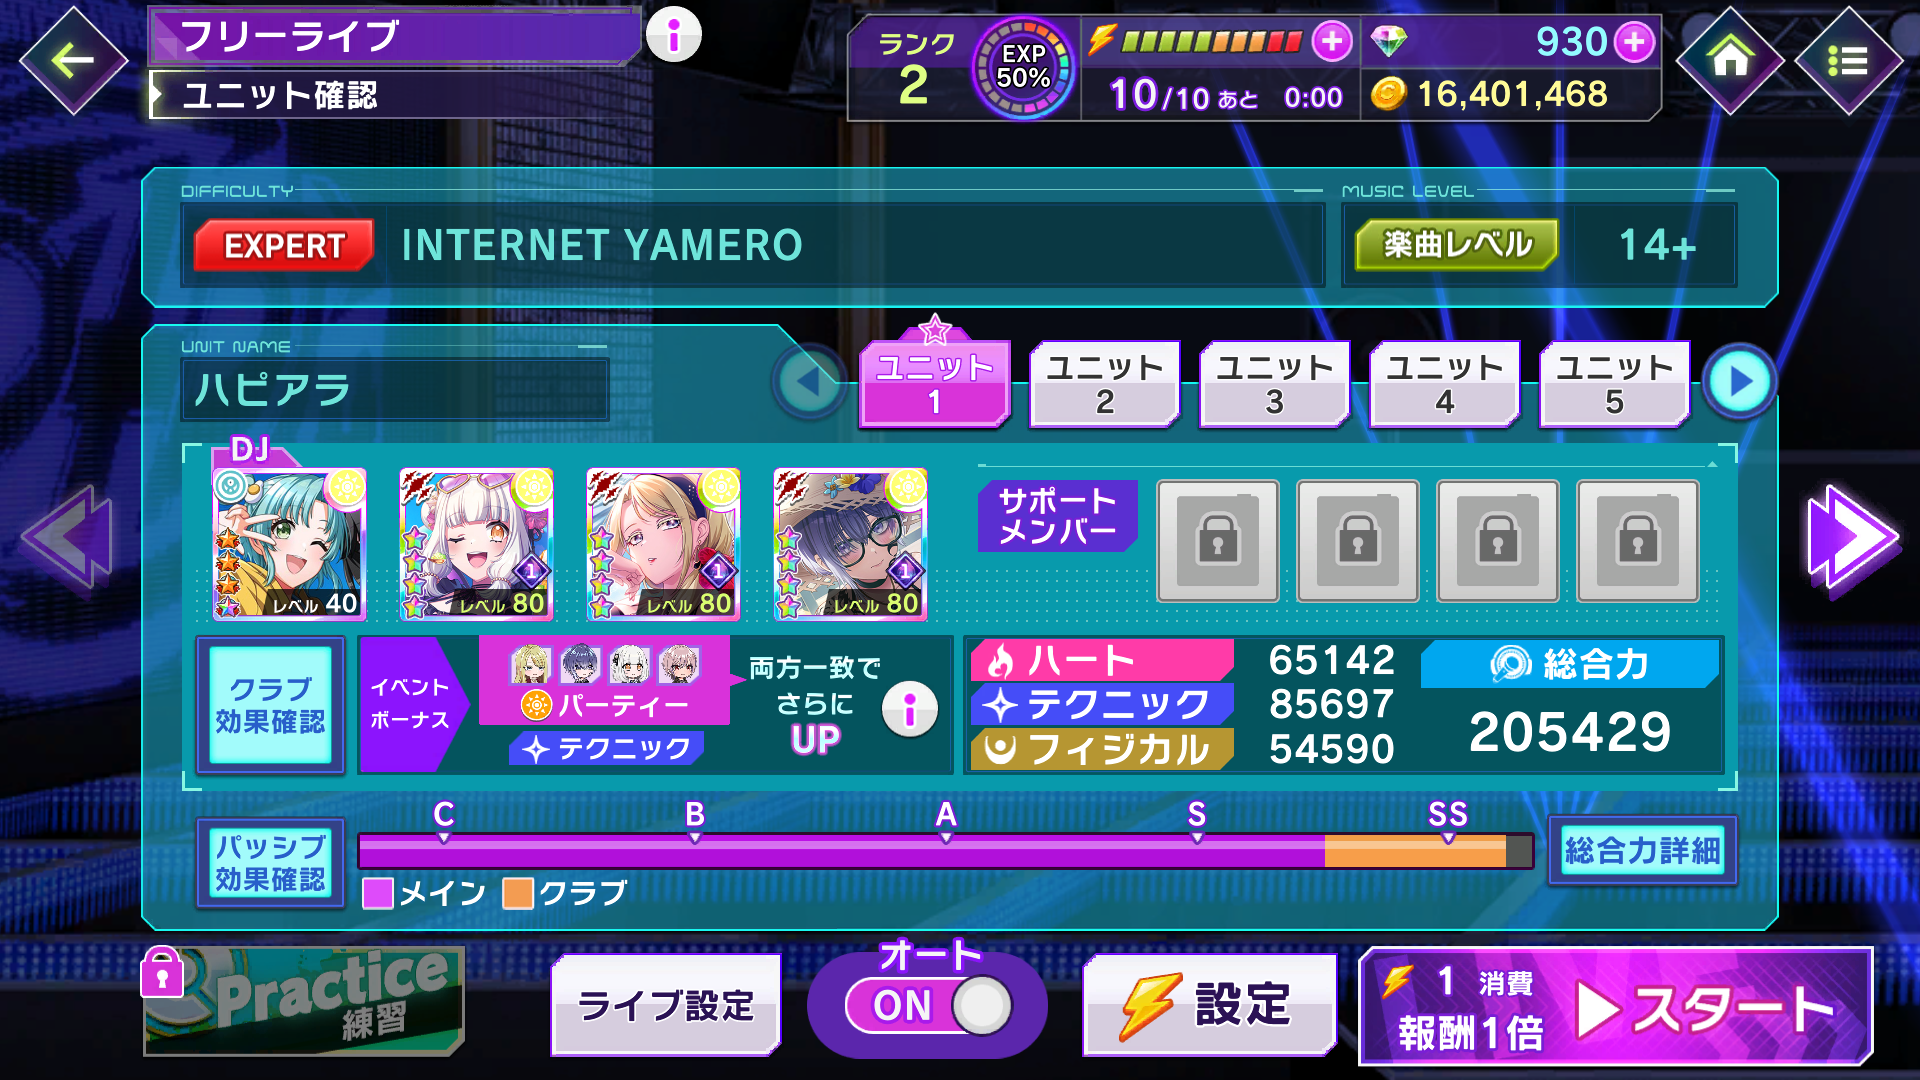 フリーライブ
ユニット確認
ランク
2
EXP
50%
10/10 あと 0:00
930
16,401,468
DIFFICULTY
EXPERT
INTERNET YAMERO
MUSIC LEVEL
楽曲レベル
14+
UNIT NAME
ハピアラ
ユニット
1
ユニット
2
ユニット
3
ユニット
4
ユニット
5
DJ
レベル 40
1
レベル 80
1
レベル 80
1
レベル 80
サポート
メンバー
クラブ
効果確認
イベント
ボーナス
パーティー
テクニック
両方一致で
さらに
UP
ハート 65142
テクニック 85697
フィジカル 54590
総合力
205429
パッシブ
効果確認
C B A S SS
メイン クラブ
総合力詳細
Practice
練習
ライブ設定
オート
ON
設定
1 消費
報酬1倍
スタート